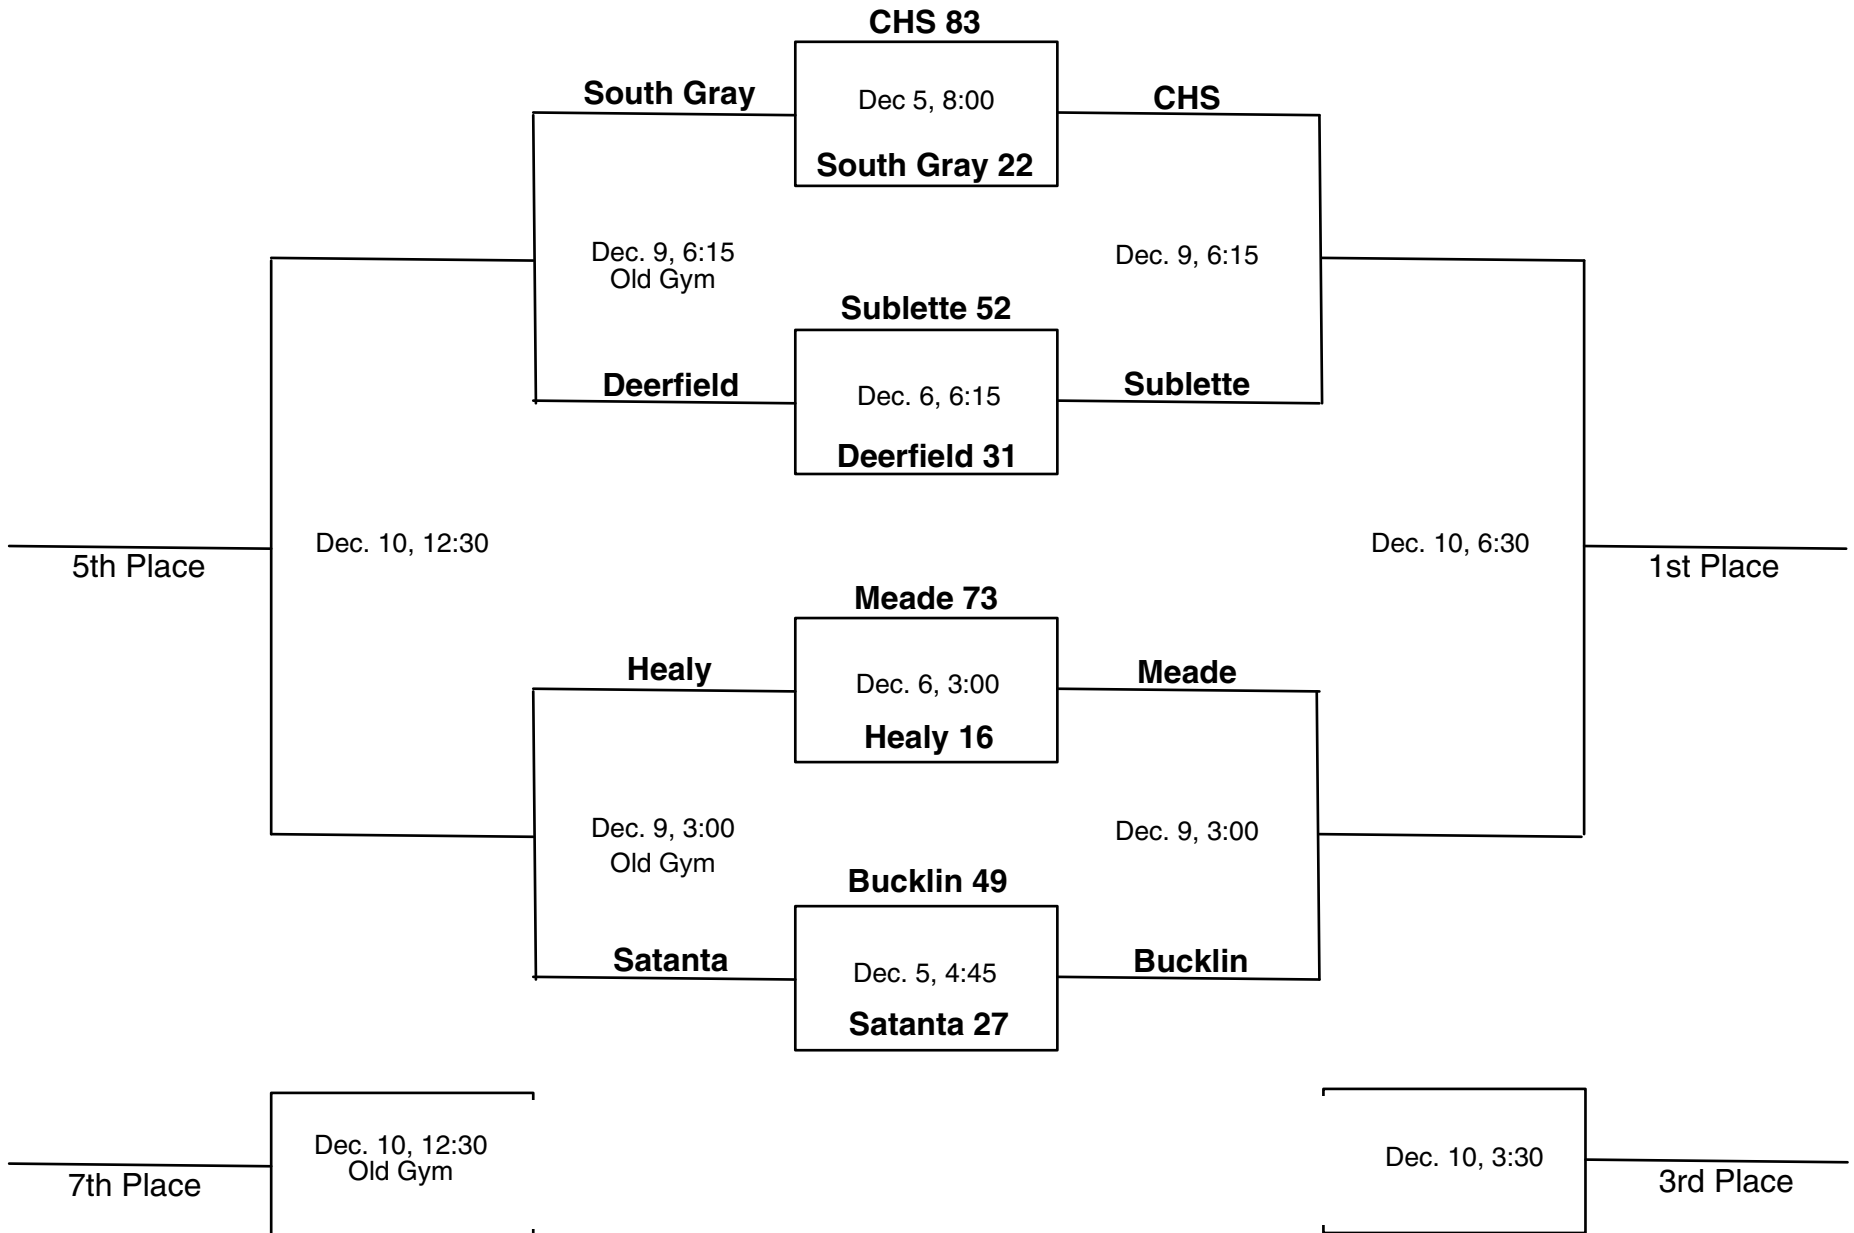 CHS 83
South Gray
Dec 5, 8:00
CHS
South Gray 22
Dec. 9, 6:15
Old Gym
Dec. 9, 6:15
Sublette 52
Deerfield
Dec. 6, 6:15
Sublette
Deerfield 31
5th Place
Dec. 10, 12:30
Dec. 10, 6:30
1st Place
Meade 73
Healy
Dec. 6, 3:00
Meade
Healy 16
Dec. 9, 3:00
Old Gym
Dec. 9, 3:00
Bucklin 49
Satanta
Dec. 5, 4:45
Bucklin
Satanta 27
7th Place
Dec. 10, 12:30
Old Gym
Dec. 10, 3:30
3rd Place